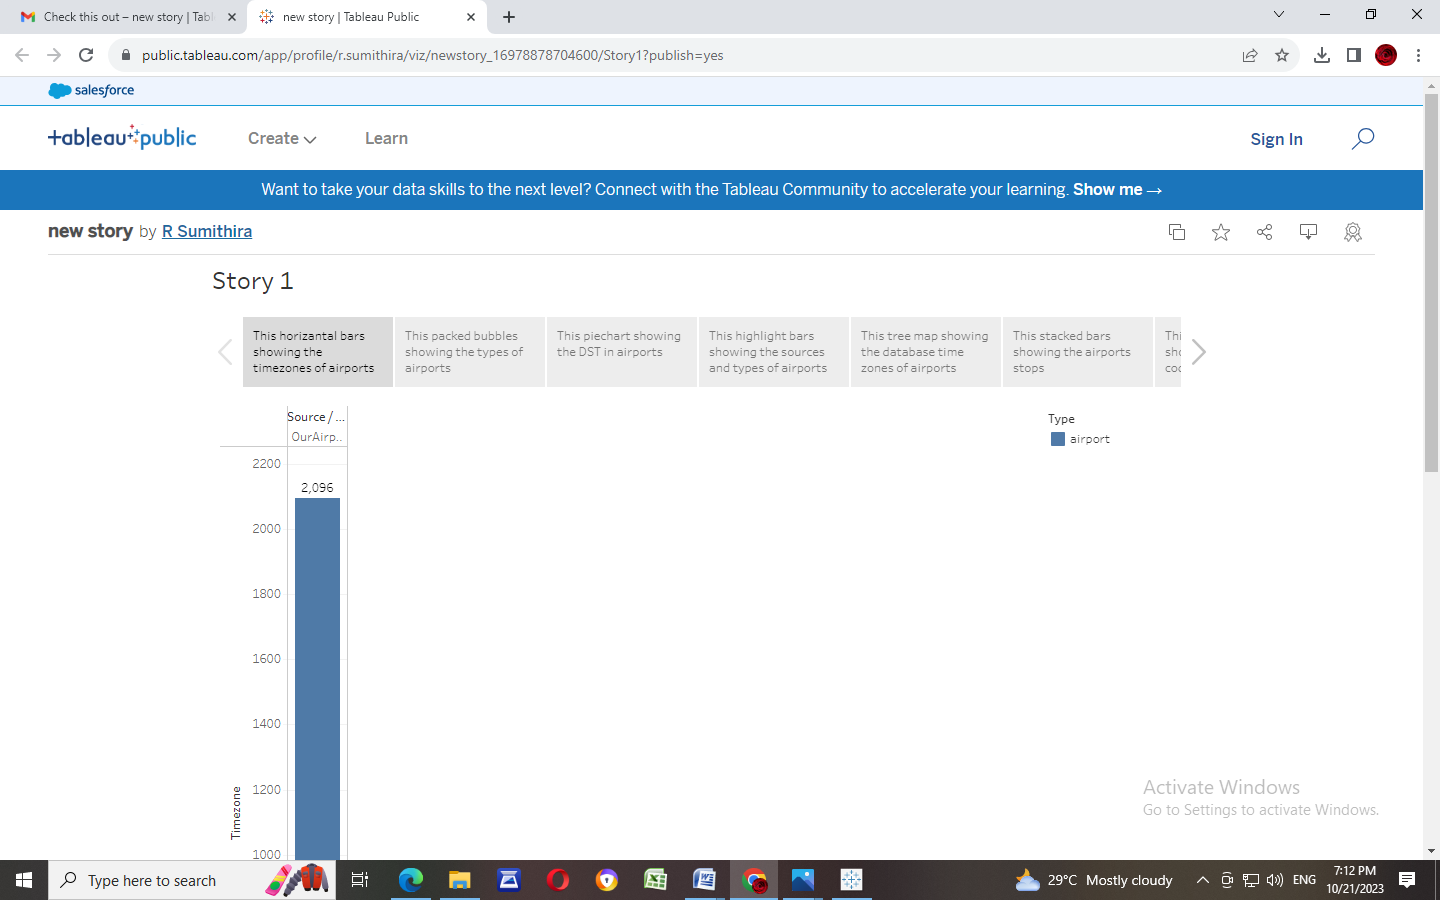 Check this out – new story | Tabl
new story | Tableau Public
public.tableau.com/app/profile/r.sumithira/viz/newstory_16978878704600/Story1?publish=yes
salesforce
+ableau public
Create
Learn
Sign In
Want to take your data skills to the next level? Connect with the Tableau Community to accelerate your learning. Show me →
new story by R Sumithira
Story 1
This horizantal bars
showing the
timezones of airports
This packed bubbles
showing the types of
airports
This piechart showing
the DST in airports
This highlight bars
showing the sources
and types of airports
This tree map showing
the database time
zones of airports
This stacked bars
showing the airports
stops
Source / ...
OurAirp..
Type
airport
2200
2,096
2000
1800
1600
1400
1200
1000
Timezone
Activate Windows
Go to Settings to activate Windows.
Type here to search
29°C Mostly cloudy
ENG
7:12 PM
10/21/2023